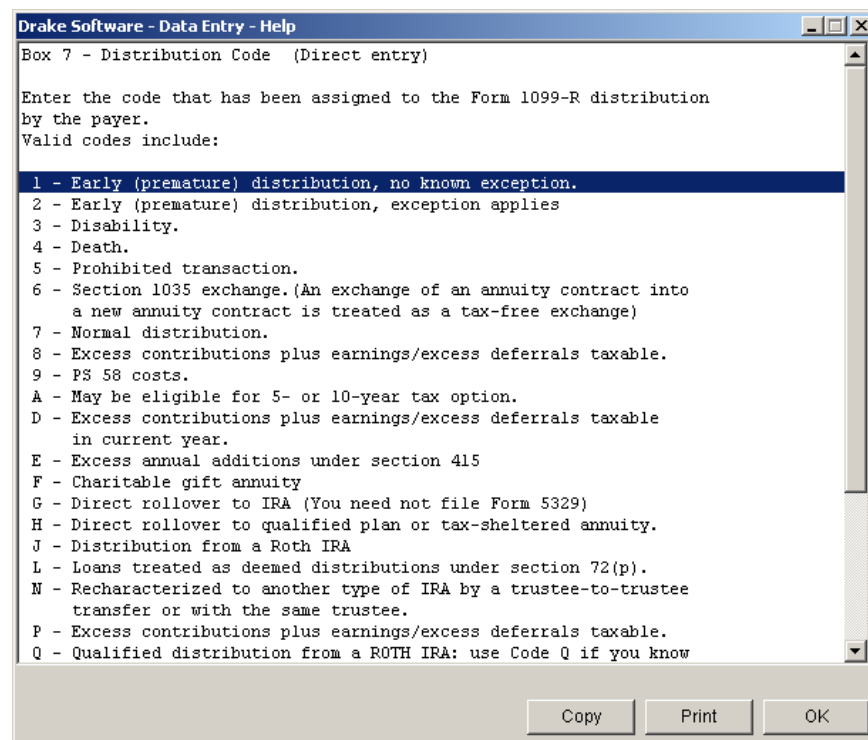 Drake Software - Data Entry - Help
Box 7 - Distribution Code  (Direct entry)
Enter the code that has been assigned to the Form 1099-R distribution
by the payer.
Valid codes include:
1 - Early (premature) distribution, no known exception.
2 - Early (premature) distribution, exception applies
3 - Disability.
4 - Death.
5 - Prohibited transaction.
6 - Section 1035 exchange.(An exchange of an annuity contract into
a new annuity contract is treated as a tax-free exchange)
7 - Normal distribution.
8 - Excess contributions plus earnings/excess deferrals taxable.
9 - PS 58 costs.
A - May be eligible for 5- or 10-year tax option.
D - Excess contributions plus earnings/excess deferrals taxable
in current year.
E - Excess annual additions under section 415
F - Charitable gift annuity
G - Direct rollover to IRA (You need not file Form 5329)
H - Direct rollover to qualified plan or tax-sheltered annuity.
J - Distribution from a Roth IRA
L - Loans treated as deemed distributions under section 72(p).
N - Recharacterized to another type of IRA by a trustee-to-trustee
transfer or with the same trustee.
P - Excess contributions plus earnings/excess deferrals taxable.
Q - Qualified distribution from a ROTH IRA: use Code Q if you know
Copy Print OK